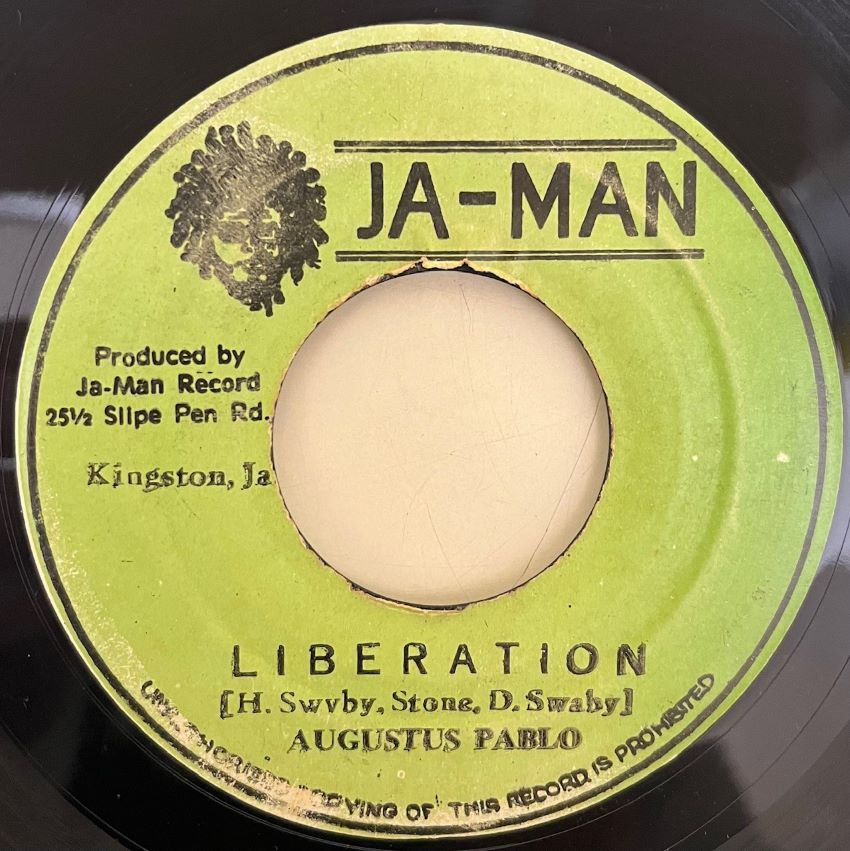 JA-MAN
Produced by
Ja-Man Record
25½ Slipe Pen Rd.
Kingston, Ja
LIBERATION
[H. Swvby, Stone, D. Swaby]
AUGUSTUS PABLO
OF THIS RECORD IS PROHIBITED